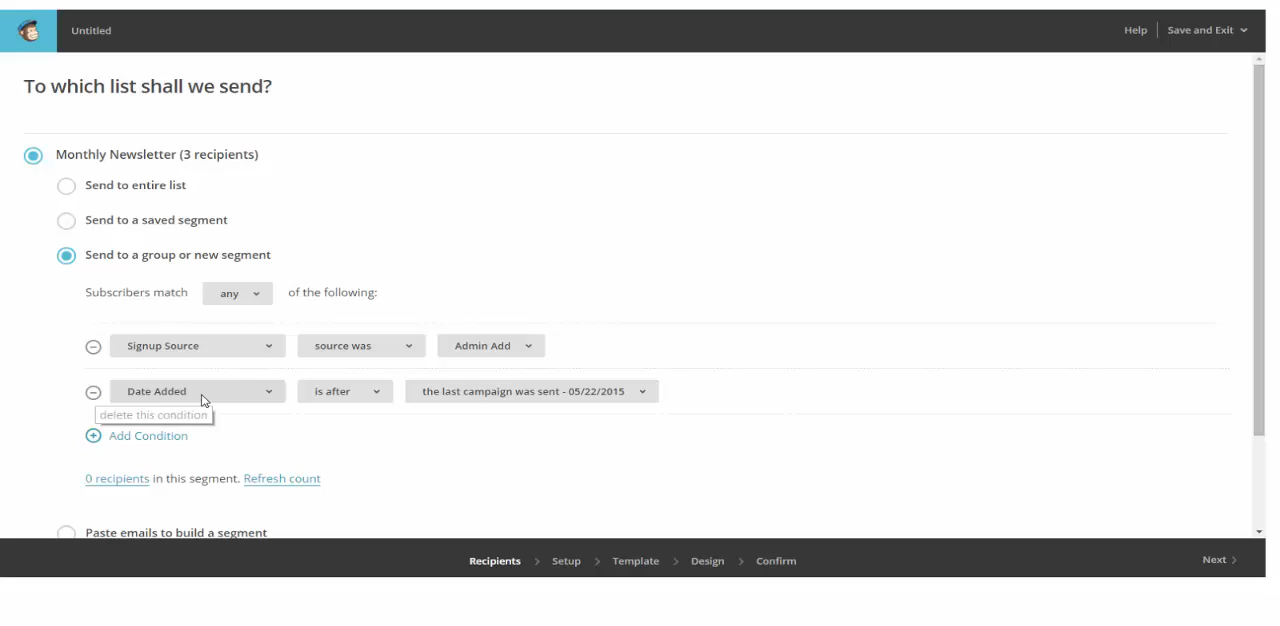 Untitled
Help Save and Exit
To which list shall we send?
Monthly Newsletter (3 recipients)
Send to entire list
Send to a saved segment
Send to a group or new segment
Subscribers match any of the following:
Signup Source source was Admin Add
Date Added is after the last campaign was sent - 05/22/2015
delete this condition
Add Condition
0 recipients in this segment. Refresh count
Paste emails to build a segment
Recipients > Setup > Template > Design > Confirm Next >